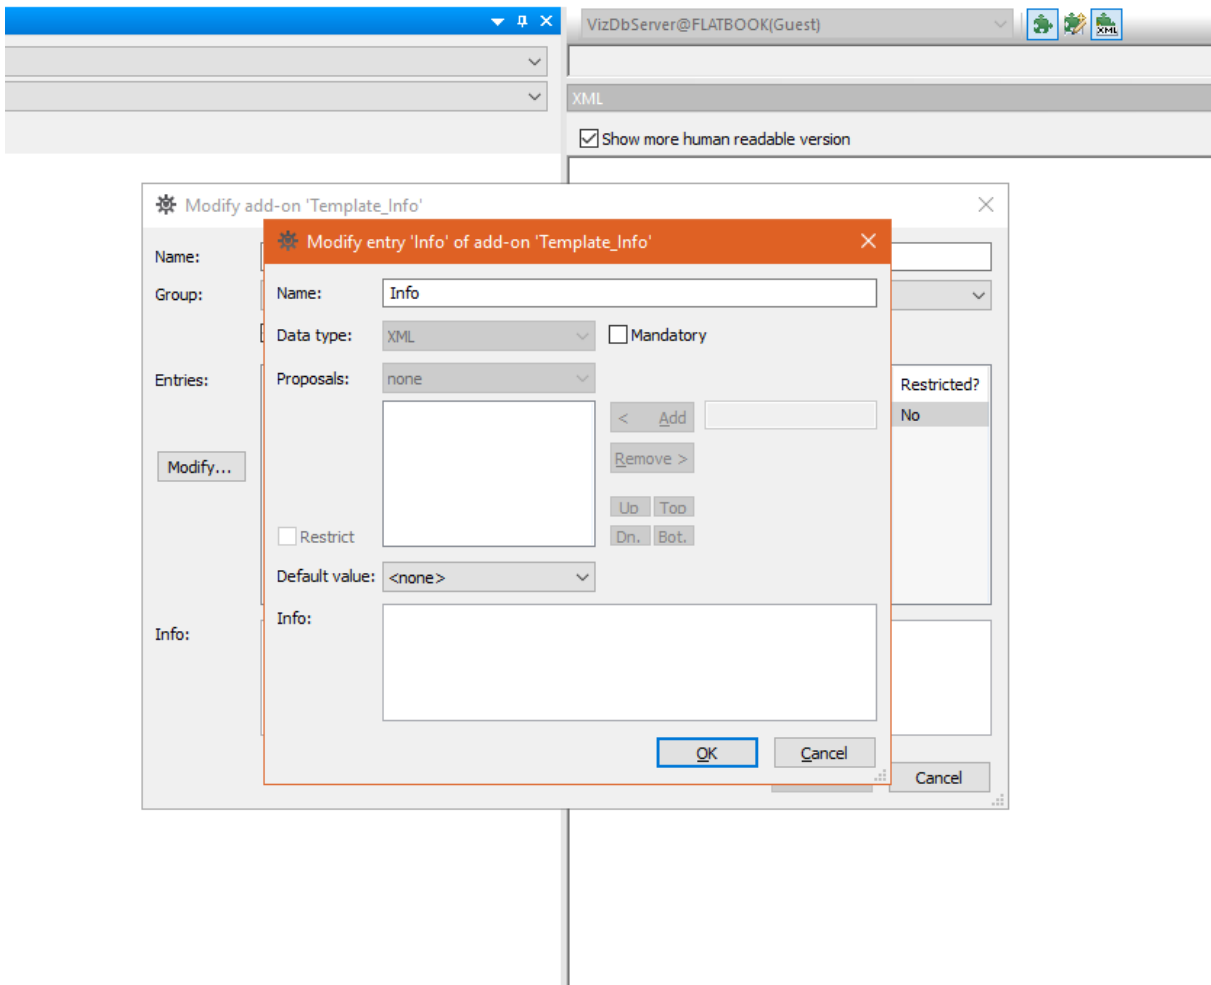 VizDbServer@FLATBOOK(Guest)
XML
XML
Show more human readable version
Modify add-on 'Template_Info'
Modify entry 'Info' of add-on 'Template_Info'
Name:
Name: Info
Group:
Data type: XML Mandatory
Entries:
Proposals: none
Restricted?
< Add
No
Modify...
Remove >
Up Top
Restrict
Dn. Bot.
Default value: <none>
Info:
Info:
OK Cancel
Cancel